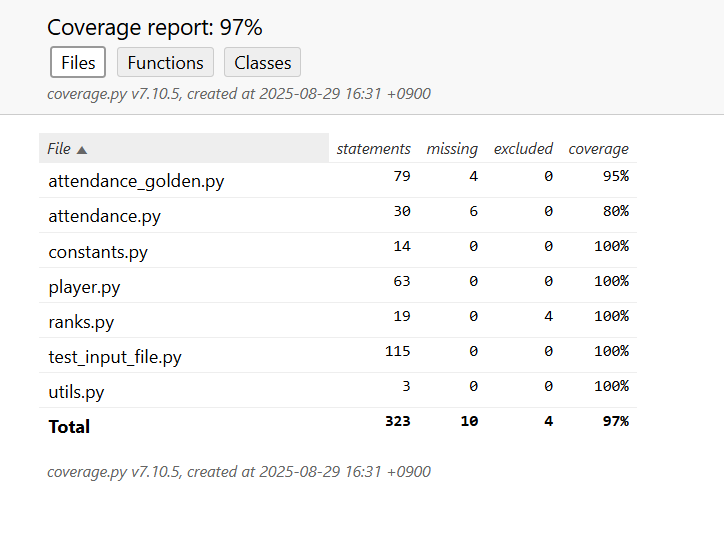 Coverage report: 97%
Files Functions Classes
coverage.py v7.10.5, created at 2025-08-29 16:31 +0900
File ▲ statements missing excluded coverage
attendance_golden.py 79 4 0 95%
attendance.py 30 6 0 80%
constants.py 14 0 0 100%
player.py 63 0 0 100%
ranks.py 19 0 4 100%
test_input_file.py 115 0 0 100%
utils.py 3 0 0 100%
Total 323 10 4 97%
coverage.py v7.10.5, created at 2025-08-29 16:31 +0900